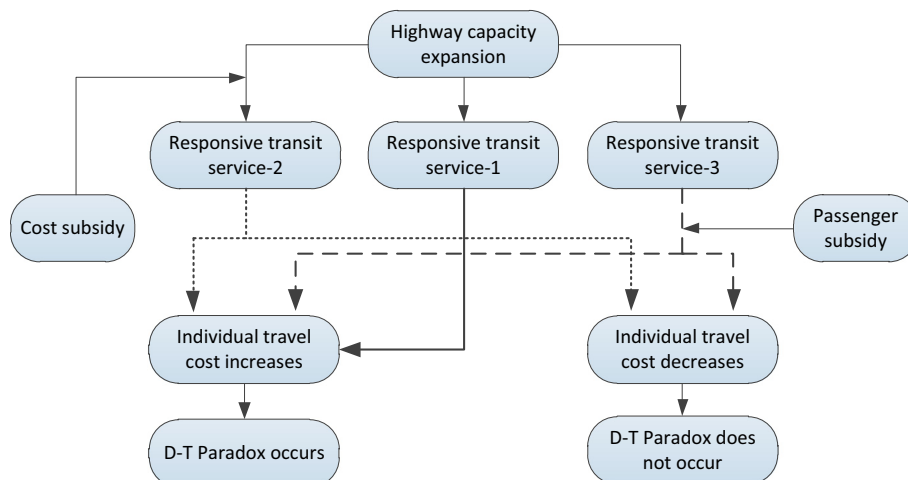 Highway capacity
expansion
Responsive transit
service-2
Responsive transit
service-1
Responsive transit
service-3
Cost subsidy
Passenger
subsidy
Individual travel
cost increases
Individual travel
cost decreases
D-T Paradox occurs
D-T Paradox does
not occur